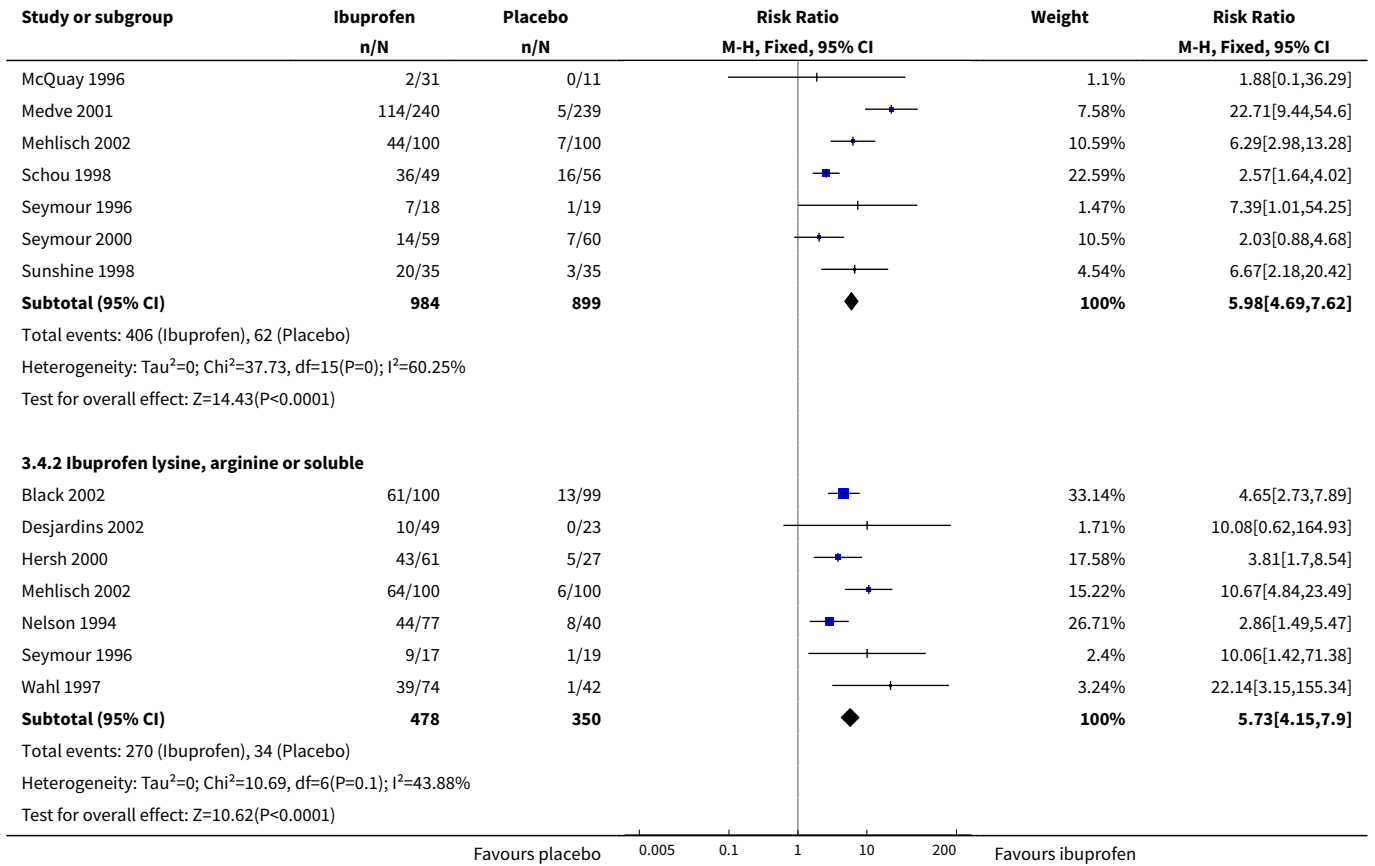 Study or subgroup Ibuprofen Placebo Risk Ratio Weight Risk Ratio
n/N n/N M-H, Fixed, 95% CI M-H, Fixed, 95% CI
McQuay 1996 2/31 0/11 1.1% 1.88[0.1,36.29]
Medve 2001 114/240 5/239 7.58% 22.71[9.44,54.6]
Mehlisch 2002 44/100 7/100 10.59% 6.29[2.98,13.28]
Schou 1998 36/49 16/56 22.59% 2.57[1.64,4.02]
Seymour 1996 7/18 1/19 1.47% 7.39[1.01,54.25]
Seymour 2000 14/59 7/60 10.5% 2.03[0.88,4.68]
Sunshine 1998 20/35 3/35 4.54% 6.67[2.18,20.42]
Subtotal (95% CI) 984 899 100% 5.98[4.69,7.62]
Total events: 406 (Ibuprofen), 62 (Placebo)
Heterogeneity: Tau²=0; Chi²=37.73, df=15(P=0); I²=60.25%
Test for overall effect: Z=14.43(P<0.0001)
3.4.2 Ibuprofen lysine, arginine or soluble
Black 2002 61/100 13/99 33.14% 4.65[2.73,7.89]
Desjardins 2002 10/49 0/23 1.71% 10.08[0.62,164.93]
Hersh 2000 43/61 5/27 17.58% 3.81[1.7,8.54]
Mehlisch 2002 64/100 6/100 15.22% 10.67[4.84,23.49]
Nelson 1994 44/77 8/40 26.71% 2.86[1.49,5.47]
Seymour 1996 9/17 1/19 2.4% 10.06[1.42,71.38]
Wahl 1997 39/74 1/42 3.24% 22.14[3.15,155.34]
Subtotal (95% CI) 478 350 100% 5.73[4.15,7.9]
Total events: 270 (Ibuprofen), 34 (Placebo)
Heterogeneity: Tau²=0; Chi²=10.69, df=6(P=0.1); I²=43.88%
Test for overall effect: Z=10.62(P<0.0001)
Favours placebo 0.005 0.1 1 10 200 Favours ibuprofen